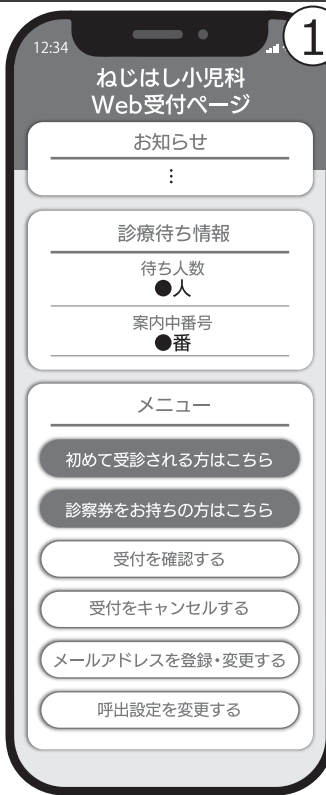 ①
12:34
ねじはし小児科
Web受付ページ
お知らせ
⋮
診療待ち情報
待ち人数
●人
案内中番号
●番
メニュー
初めて受診される方はこちら
診察券をお持ちの方はこちら
受付を確認する
受付をキャンセルする
メールアドレスを登録・変更する
呼出設定を変更する